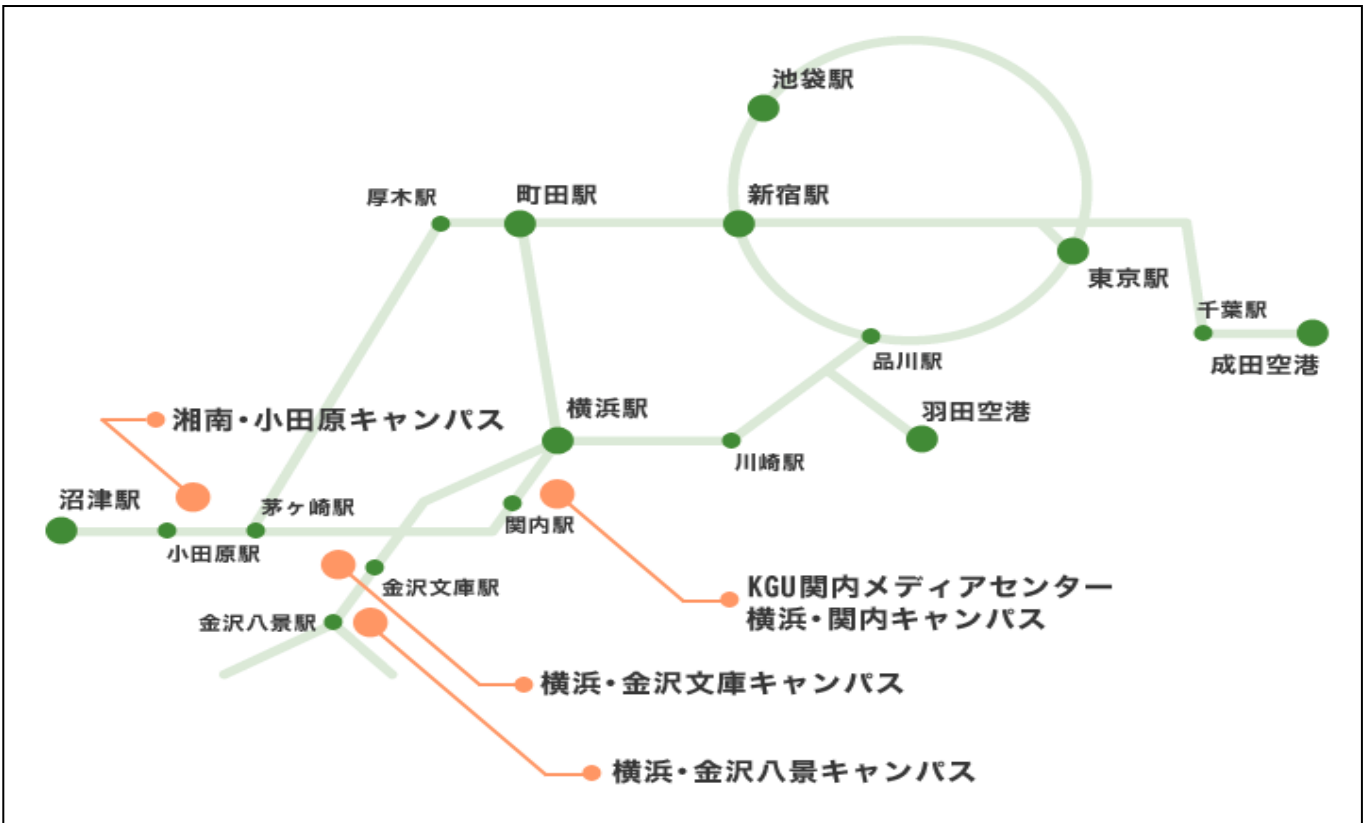 池袋駅
厚木駅
町田駅
新宿駅
東京駅
千葉駅
成田空港
品川駅
羽田空港
横浜駅
川崎駅
湘南・小田原キャンパス
沼津駅
茅ヶ崎駅
小田原駅
関内駅
金沢文庫駅
金沢八景駅
KGU関内メディアセンター
横浜・関内キャンパス
横浜・金沢文庫キャンパス
横浜・金沢八景キャンパス